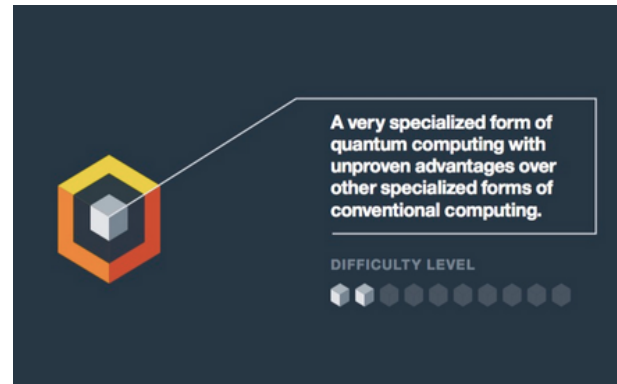 A very specialized form of
quantum computing with
unproven advantages over
other specialized forms of
conventional computing.
DIFFICULTY LEVEL